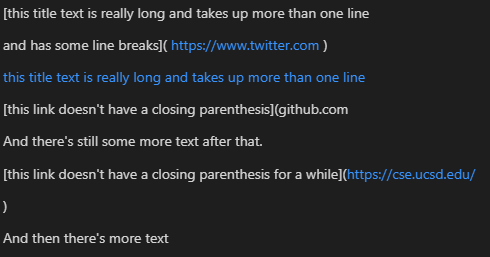 [this title text is really long and takes up more than one line
and has some line breaks]( https://www.twitter.com )
this title text is really long and takes up more than one line
[this link doesn't have a closing parenthesis](github.com
And there's still some more text after that.
[this link doesn't have a closing parenthesis for a while](https://cse.ucsd.edu/
)
And then there's more text